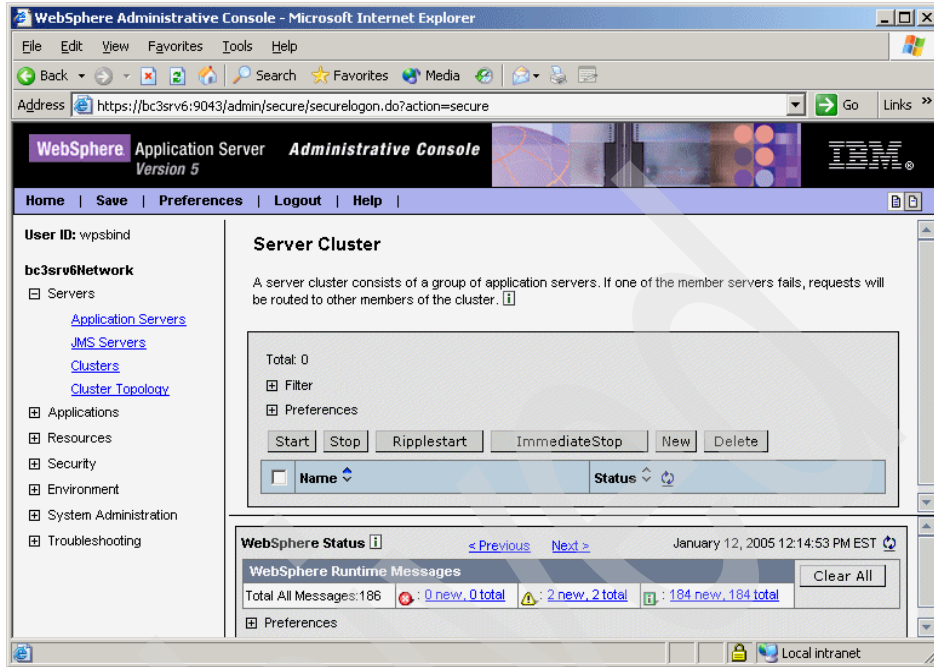 WebSphere Administrative Console - Microsoft Internet Explorer
File Edit View Favorites Tools Help
Back Search Favorites Media
Address https://bc3srv6:9043/admin/secure/securelogon.do?action=secure Go Links »
WebSphere Application Server Administrative Console
Version 5
IBM®
Home | Save | Preferences | Logout | Help |
User ID: wpsbind
bc3srv6Network
Servers
Application Servers
JMS Servers
Clusters
Cluster Topology
Applications
Resources
Security
Environment
System Administration
Troubleshooting
Server Cluster
A server cluster consists of a group of application servers. If one of the member servers fails, requests will
be routed to other members of the cluster. i
Total: 0
Filter
Preferences
Start Stop Ripplestart ImmediateStop New Delete
Name Status
WebSphere Status i < Previous Next > January 12, 2005 12:14:53 PM EST
WebSphere Runtime Messages
Clear All
Total All Messages:186 : 0 new, 0 total : 2 new, 2 total : 184 new, 184 total
Preferences
Local intranet